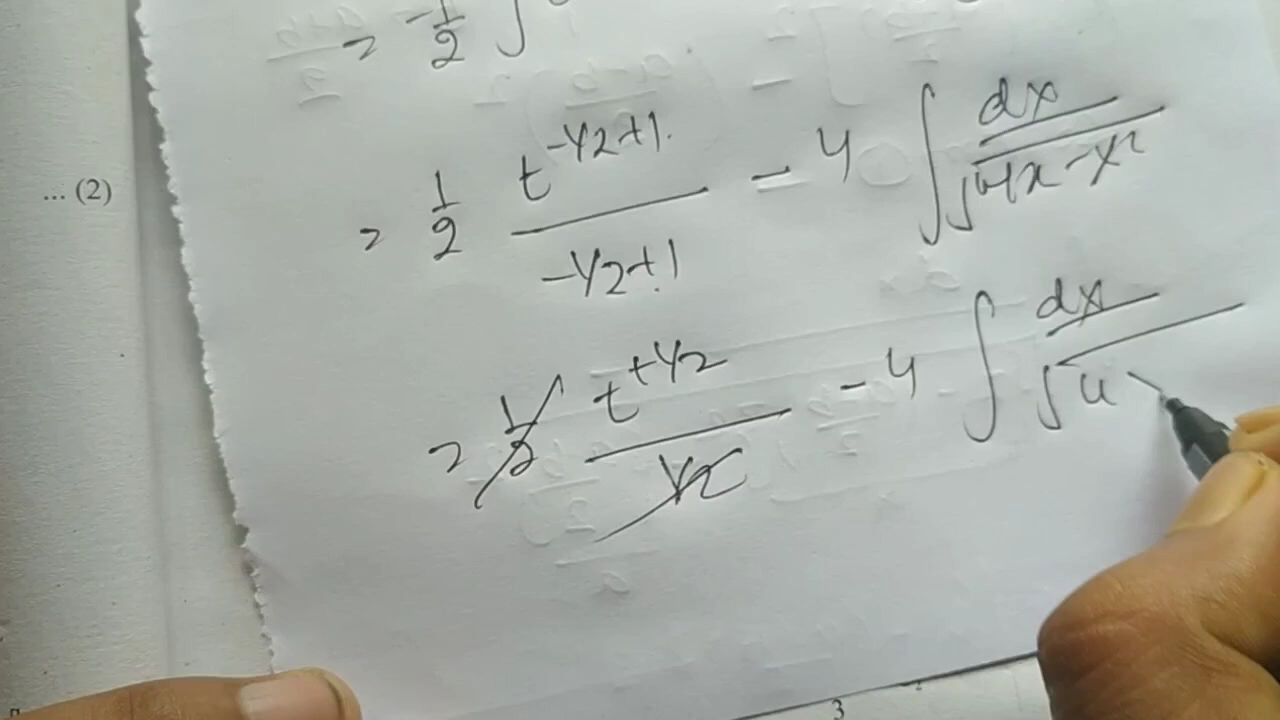 = -1/2 ∫
... (2)
= 1/2 t^(-1/2+1) / (-1/2+1) - 4 ∫ dx / √(4x-x²)
= 1/2 t^(+1/2) / (1/2) - 4 ∫ dx / √4
3